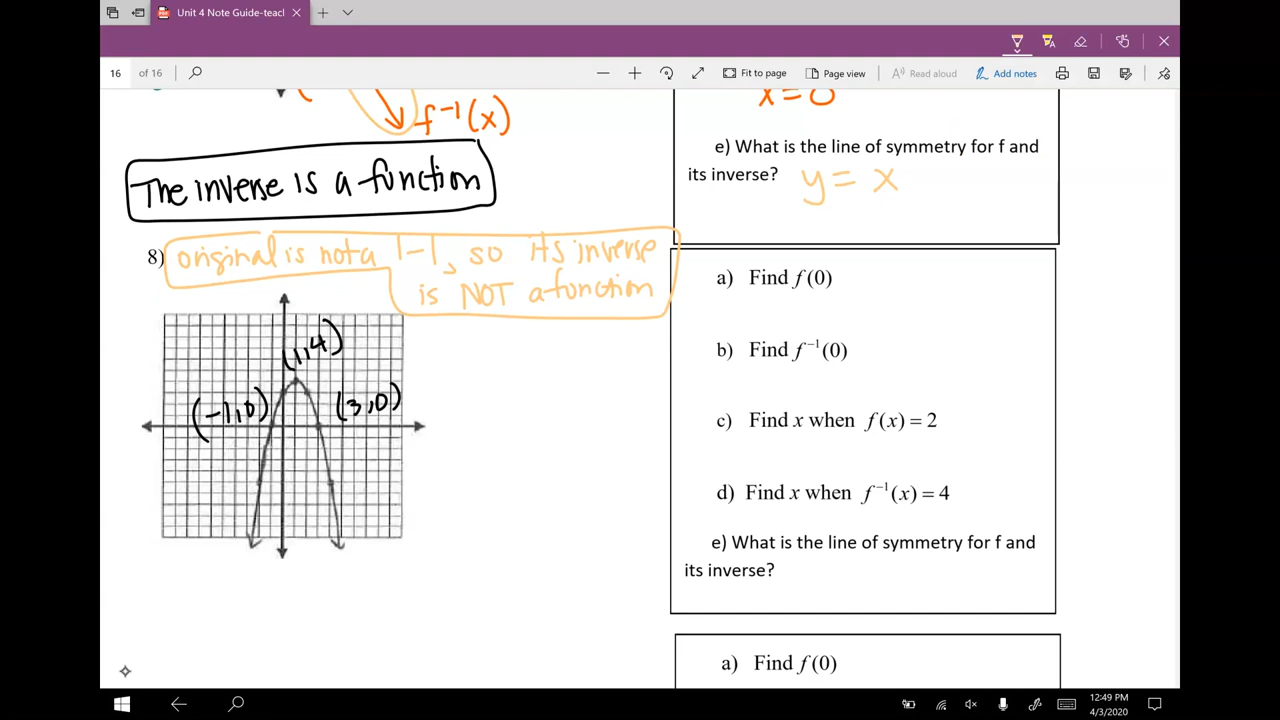 Unit 4 Note Guide-teacl
16 of 16
Fit to page
Page view
Read aloud
Add notes
f⁻¹(x)
x=0
The inverse is a function
e) What is the line of symmetry for f and
its inverse? y = x
8) original is not a 1-1, so its inverse
is NOT a function
(1,4)
(-1,0)
(3,0)
a) Find f(0)
b) Find f⁻¹(0)
c) Find x when f(x) = 2
d) Find x when f⁻¹(x) = 4
e) What is the line of symmetry for f and
its inverse?
a) Find f(0)
12:49 PM
4/3/2020